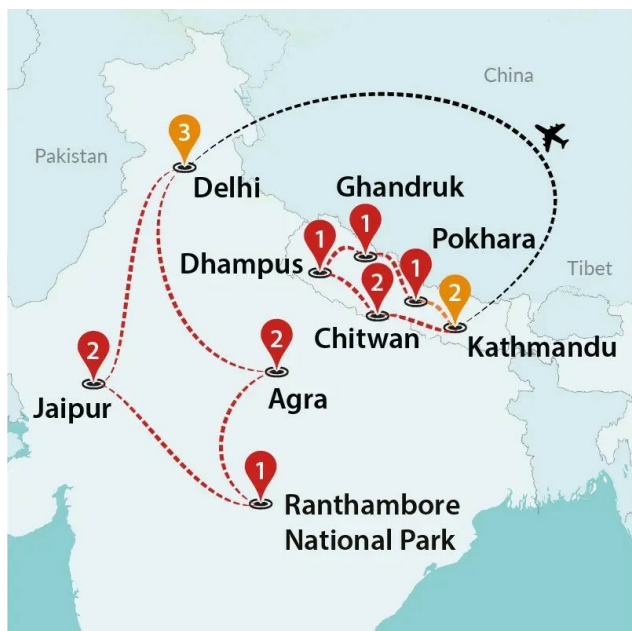 China
3
Pakistan
Delhi
Ghandruk
1
1
Pokhara
Dhampus
1
2
2
Tibet
Chitwan
Kathmandu
2
2
Jaipur
Agra
1
Ranthambore
National Park